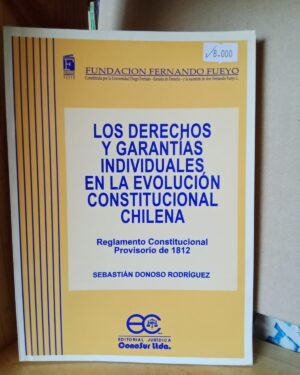 8.000
FUNDACION FERNANDO FUEYO
LOS DERECHOS
Y GARANTÍAS
INDIVIDUALES
EN LA EVOLUCIÓN
CONSTITUCIONAL
CHILENA
Reglamento Constitucional
Provisorio de 1812
SEBASTIÁN DONOSO RODRÍGUEZ
EDITORIAL JURÍDICA
ConoSur Ltda.